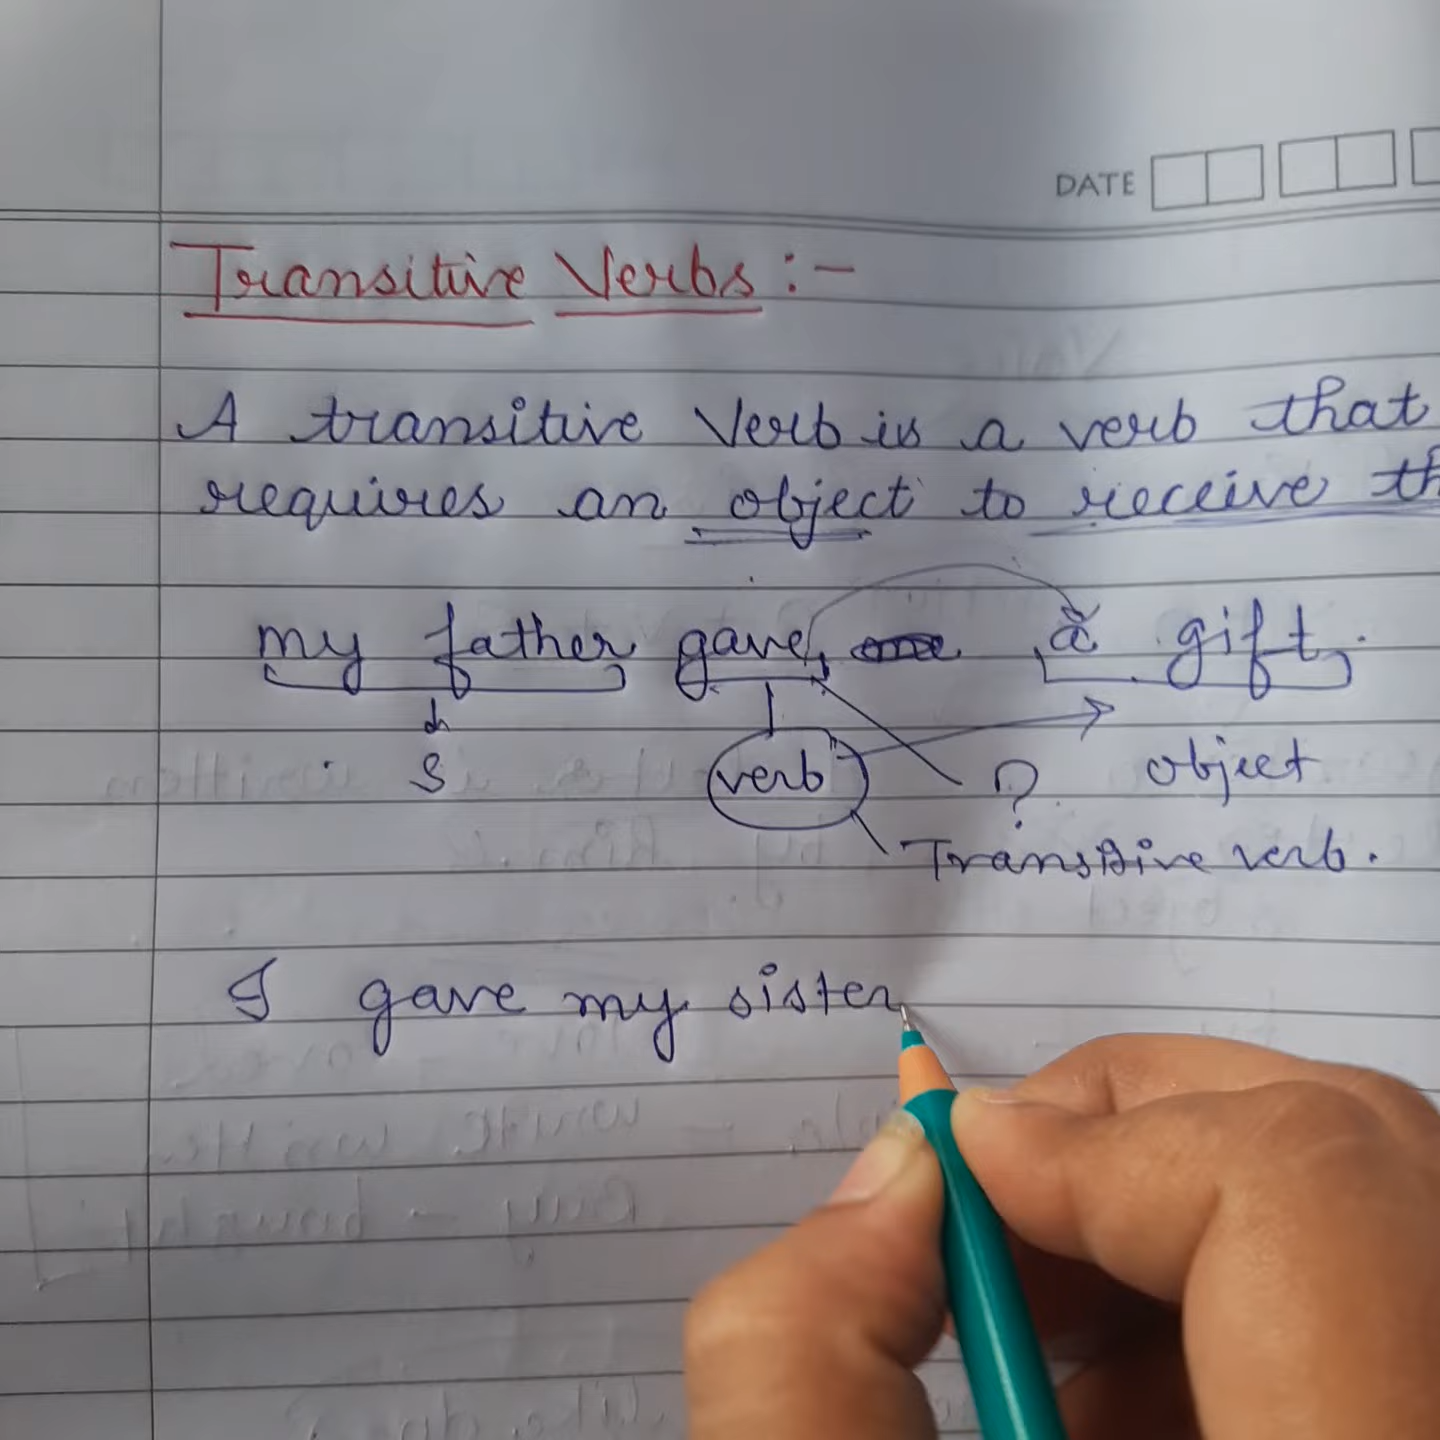 DATE
Transitive Verbs :-
A transitive Verb is a verb that
requires an object to receive th
my father gave a gift.
S verb ? object
Transitive verb.
I gave my sister